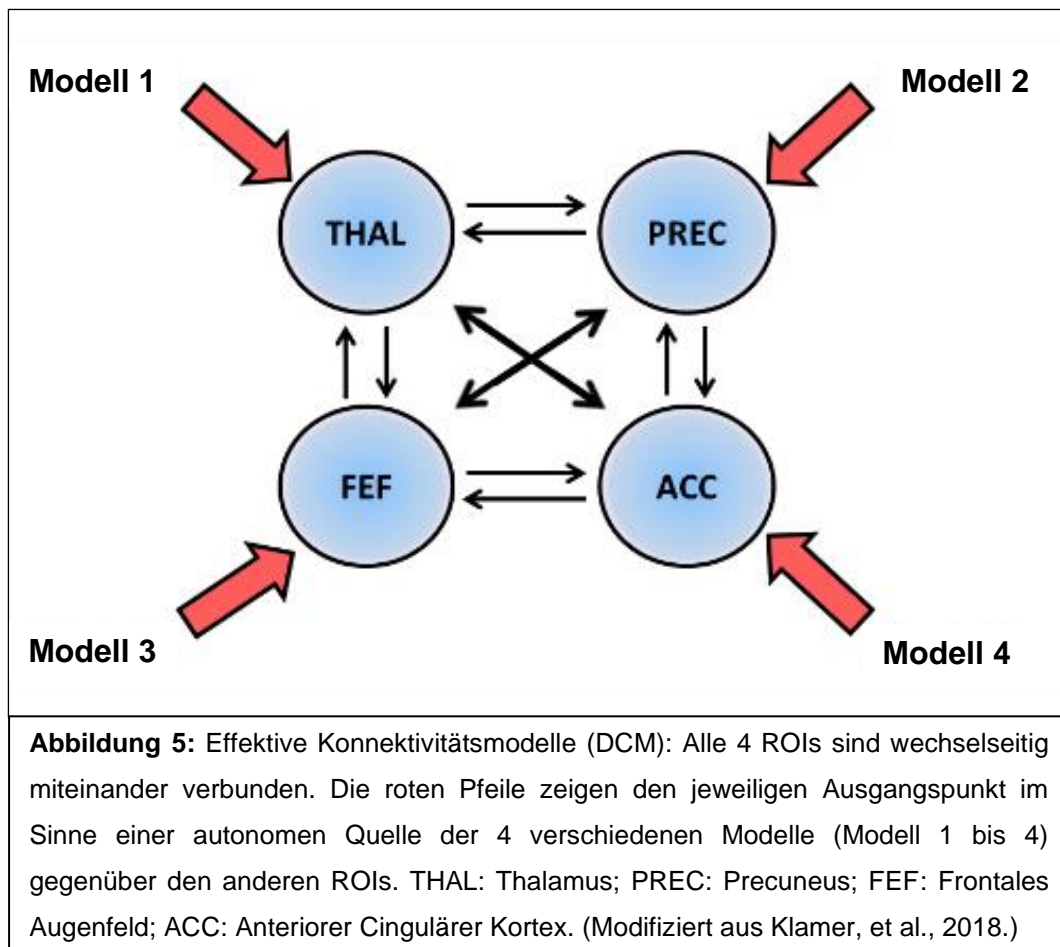 Modell 1
Modell 2
THAL
PREC
FEF
ACC
Modell 3
Modell 4
Abbildung 5: Effektive Konnektivitätsmodelle (DCM): Alle 4 ROIs sind wechselseitig
miteinander verbunden. Die roten Pfeile zeigen den jeweiligen Ausgangspunkt im
Sinne einer autonomen Quelle der 4 verschiedenen Modelle (Modell 1 bis 4)
gegenüber den anderen ROIs. THAL: Thalamus; PREC: Precuneus; FEF: Frontales
Augenfeld; ACC: Anteriorer Cingulärer Kortex. (Modifiziert aus Klamer, et al., 2018.)